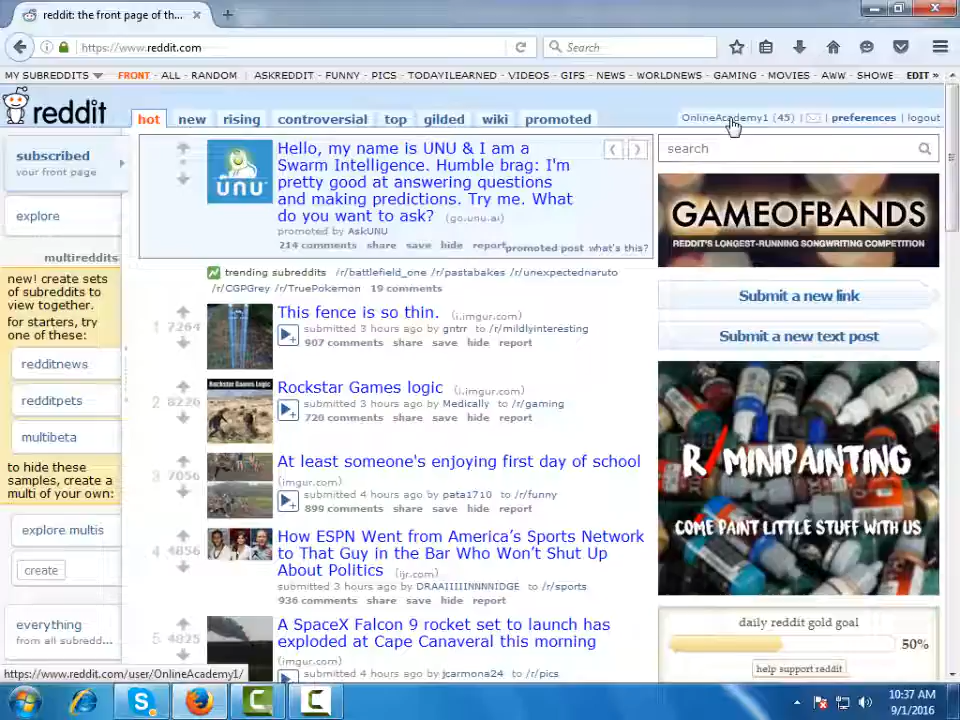 reddit: the front page of th...
https://www.reddit.com
Search
MY SUBREDDITS FRONT - ALL - RANDOM | ASKREDDIT - FUNNY - PICS - TODAYILEARNED - VIDEOS - GIFS - NEWS - WORLDNEWS - GAMING - MOVIES - AWW - SHOWE EDIT »
reddit
hot new rising controversial top gilded wiki promoted
OnlineAcademy1 (45) | | preferences | logout
subscribed
your front page
explore
multireddits
new! create sets
of subreddits to
view together.
for starters, try
one of these:
redditnews
redditpets
multibeta
to hide these
samples, create a
multi of your own:
explore multis
create
everything
from all subredd...
unu
Hello, my name is UNU & I am a
Swarm Intelligence. Humble brag: I'm
pretty good at answering questions
and making predictions. Try me. What
do you want to ask? (go.unu.ai)
promoted by AskUNU
214 comments share save hide report
promoted post what's this?
trending subreddits /r/battlefield_one /r/pastabakes /r/unexpectednaruto
/r/CGPGrey /r/TruePokemon 19 comments
1 7264 This fence is so thin. (i.imgur.com)
submitted 3 hours ago by gntrr to /r/mildlyinteresting
907 comments share save hide report
Rockstar Games Logic
2 8226 Rockstar Games logic (i.imgur.com)
submitted 3 hours ago by Medically to /r/gaming
720 comments share save hide report
3 7056 At least someone's enjoying first day of school
(imgur.com)
submitted 4 hours ago by pata1710 to /r/funny
899 comments share save hide report
4 4856 How ESPN Went from America's Sports Network
to That Guy in the Bar Who Won't Shut Up
About Politics (ijr.com)
submitted 3 hours ago by DRAAIIIINNNNIDGE to /r/sports
936 comments share save hide report
5 4825 A SpaceX Falcon 9 rocket set to launch has
exploded at Cape Canaveral this morning
(imgur.com)
submitted 4 hours ago by jcarmona24 to /r/pics
search
GAMEOFBANDS
REDDIT'S LONGEST-RUNNING SONGWRITING COMPETITION
Submit a new link
Submit a new text post
R/MINIPAINTING
COME PAINT LITTLE STUFF WITH US
daily reddit gold goal
50%
help support reddit
https://www.reddit.com/user/OnlineAcademy1/
10:37 AM
9/1/2016